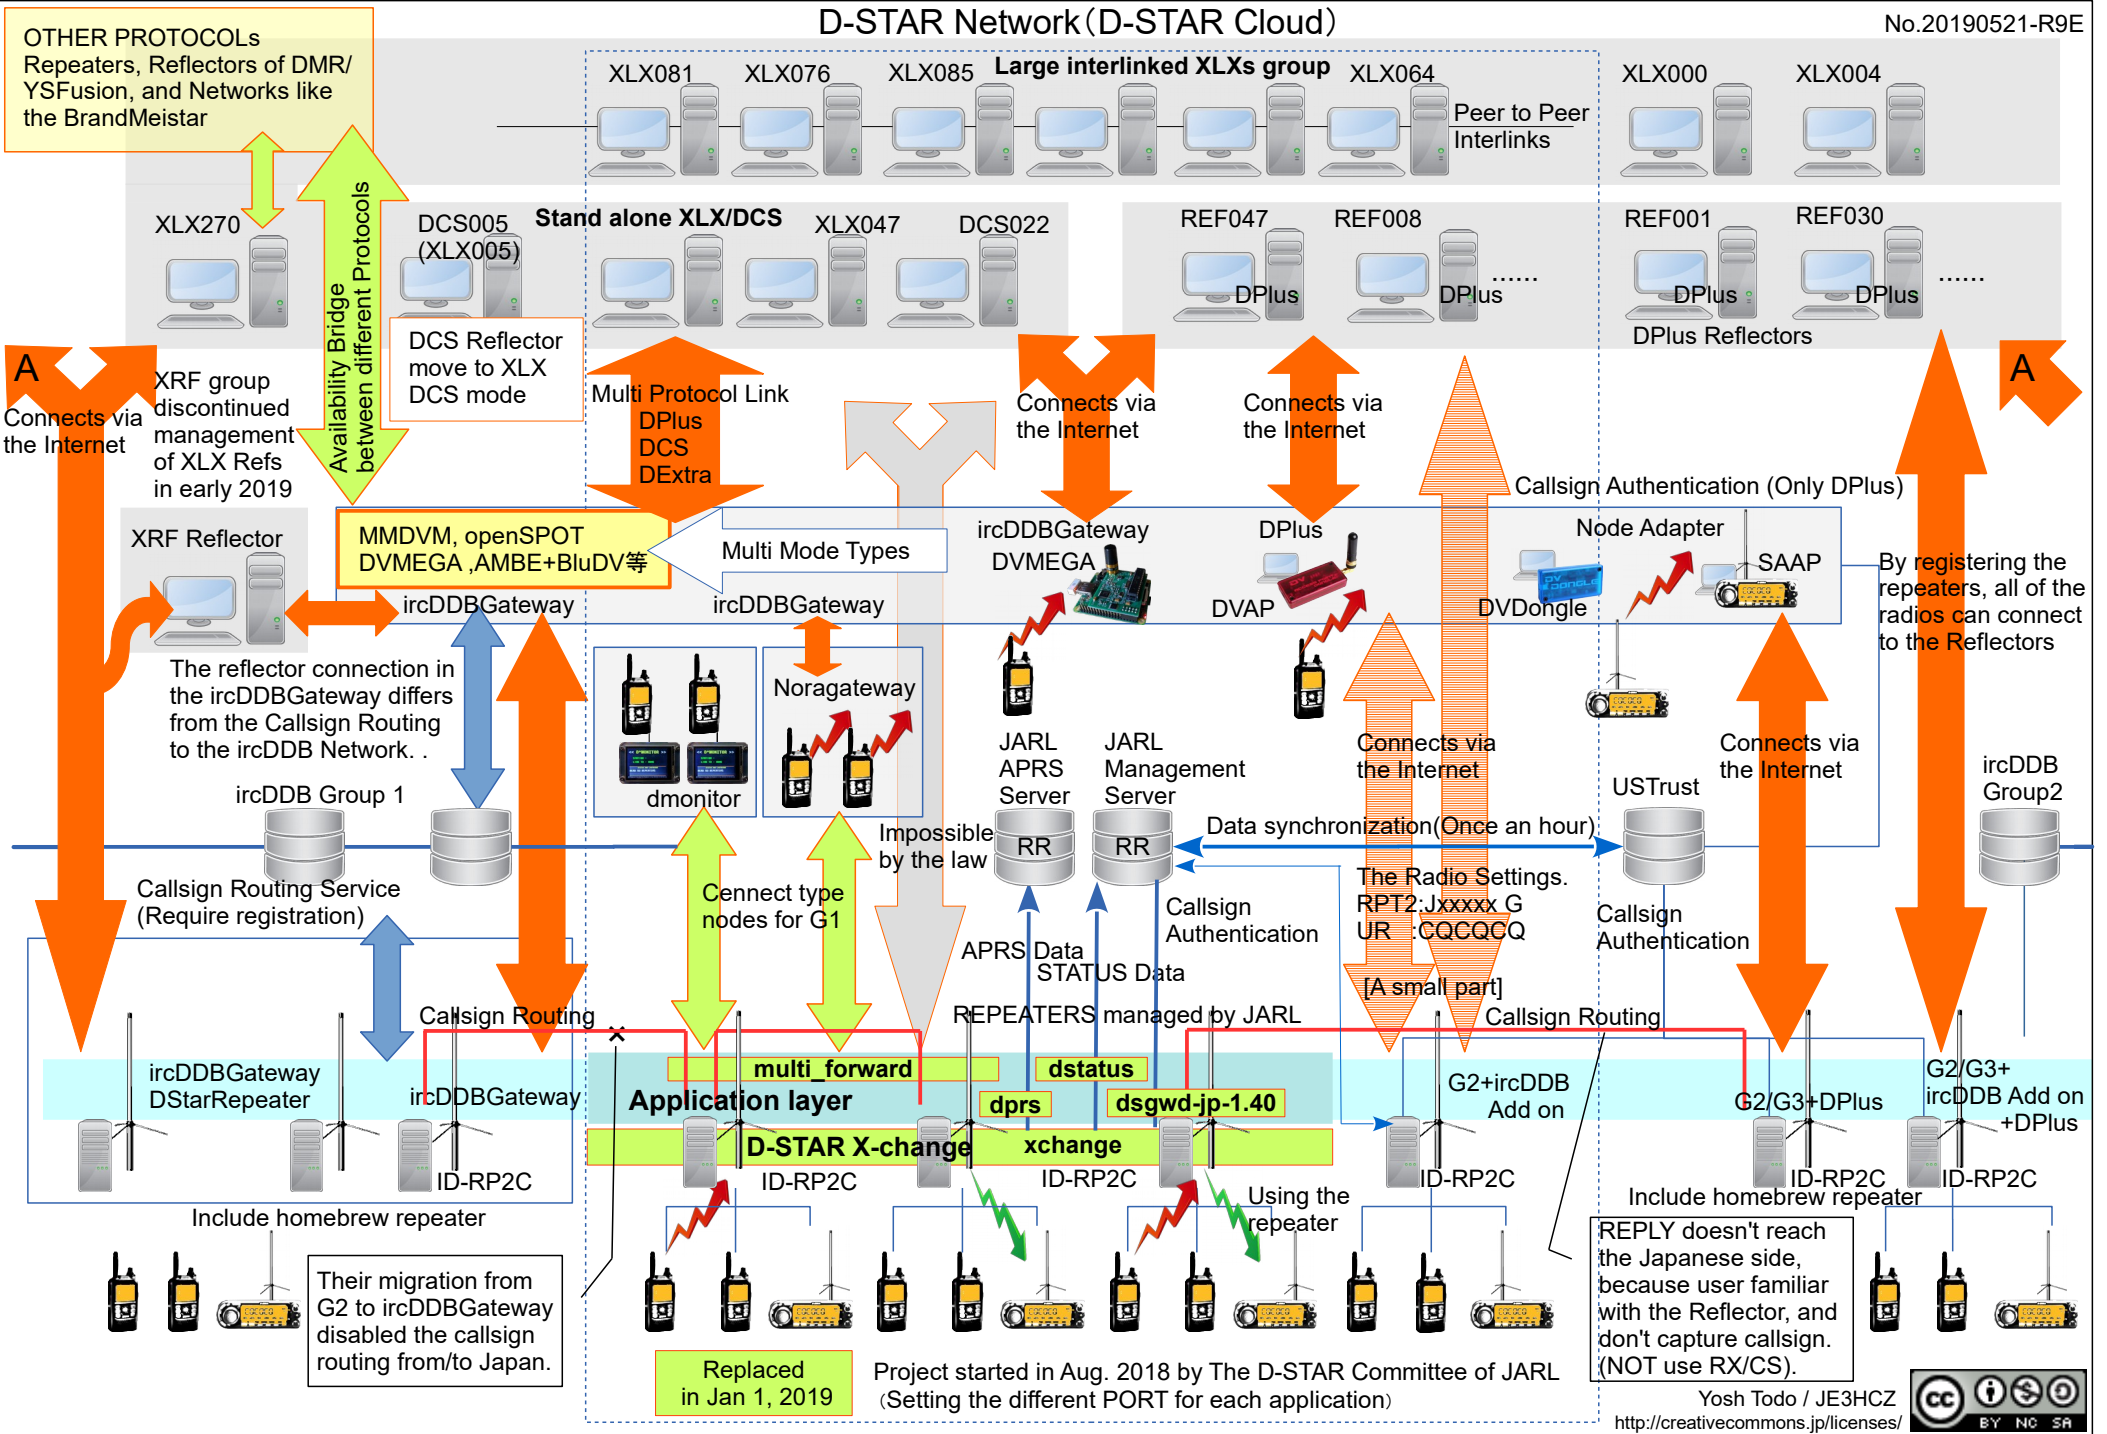 D-STAR Network(D-STAR Cloud)
No.20190521-R9E
OTHER PROTOCOLs
Repeaters, Reflectors of DMR/
YSFusion, and Networks like
the BrandMeistar
XLX081
XLX076
XLX085
Large interlinked XLXs group
XLX064
XLX000
XLX004
Peer to Peer
Interlinks
XLX270
DCS005
(XLX005)
Stand alone XLX/DCS
XLX047
DCS022
REF047
REF008
REF001
REF030
......
......
DPlus
DPlus
DPlus
DPlus
DPlus Reflectors
Availability Bridge
between different Protocols
DCS Reflector
move to XLX
DCS mode
A
A
Connects via
the Internet
XRF group
discontinued
management
of XLX Refs
in early 2019
Multi Protocol Link
DPlus
DCS
DExtra
Connects via
the Internet
Connects via
the Internet
Callsign Authentication (Only DPlus)
XRF Reflector
MMDVM, openSPOT
DVMEGA ,AMBE+BluDV等
Multi Mode Types
ircDDBGateway
DVMEGA
DPlus
DVAP
DV DONGLE
DVDongle
Node Adapter
SAAP
ircDDBGateway
ircDDBGateway
By registering the
repeaters, all of the
radios can connect
to the Reflectors
The reflector connection in
the ircDDBGateway differs
from the Callsign Routing
to the ircDDB Network. .
Noragateway
dmonitor
JARL
APRS
Server
JARL
Management
Server
Connects via
the Internet
Connects via
the Internet
USTrust
ircDDB
Group2
ircDDB Group 1
Impossible
by the law
RR
RR
Data synchronization(Once an hour)
Callsign Routing Service
(Require registration)
Cennect type
nodes for G1
Callsign
Authentication
The Radio Settings.
RPT2:Jxxxxx G
UR :CQCQCQ
Callsign
Authentication
APRS Data
STATUS Data
[A small part]
Callsign Routing
×
REPEATERS managed by JARL
Callsign Routing
ircDDBGateway
DStarRepeater
ircDDBGateway
multi_forward
dstatus
Application layer
dprs
dsgwd-jp-1.40
G2+ircDDB
Add on
G2/G3+DPlus
G2/G3+
ircDDB Add on
+DPlus
D-STAR X-change
xchange
ID-RP2C
ID-RP2C
ID-RP2C
ID-RP2C
ID-RP2C
ID-RP2C
Include homebrew repeater
Using the
repeater
Include homebrew repeater
Their migration from
G2 to ircDDBGateway
disabled the callsign
routing from/to Japan.
REPLY doesn't reach
the Japanese side,
because user familiar
with the Reflector, and
don't capture callsign.
(NOT use RX/CS).
Replaced
in Jan 1, 2019
Project started in Aug. 2018 by The D-STAR Committee of JARL
(Setting the different PORT for each application)
Yosh Todo / JE3HCZ
http://creativecommons.jp/licenses/
cc
BY NC SA